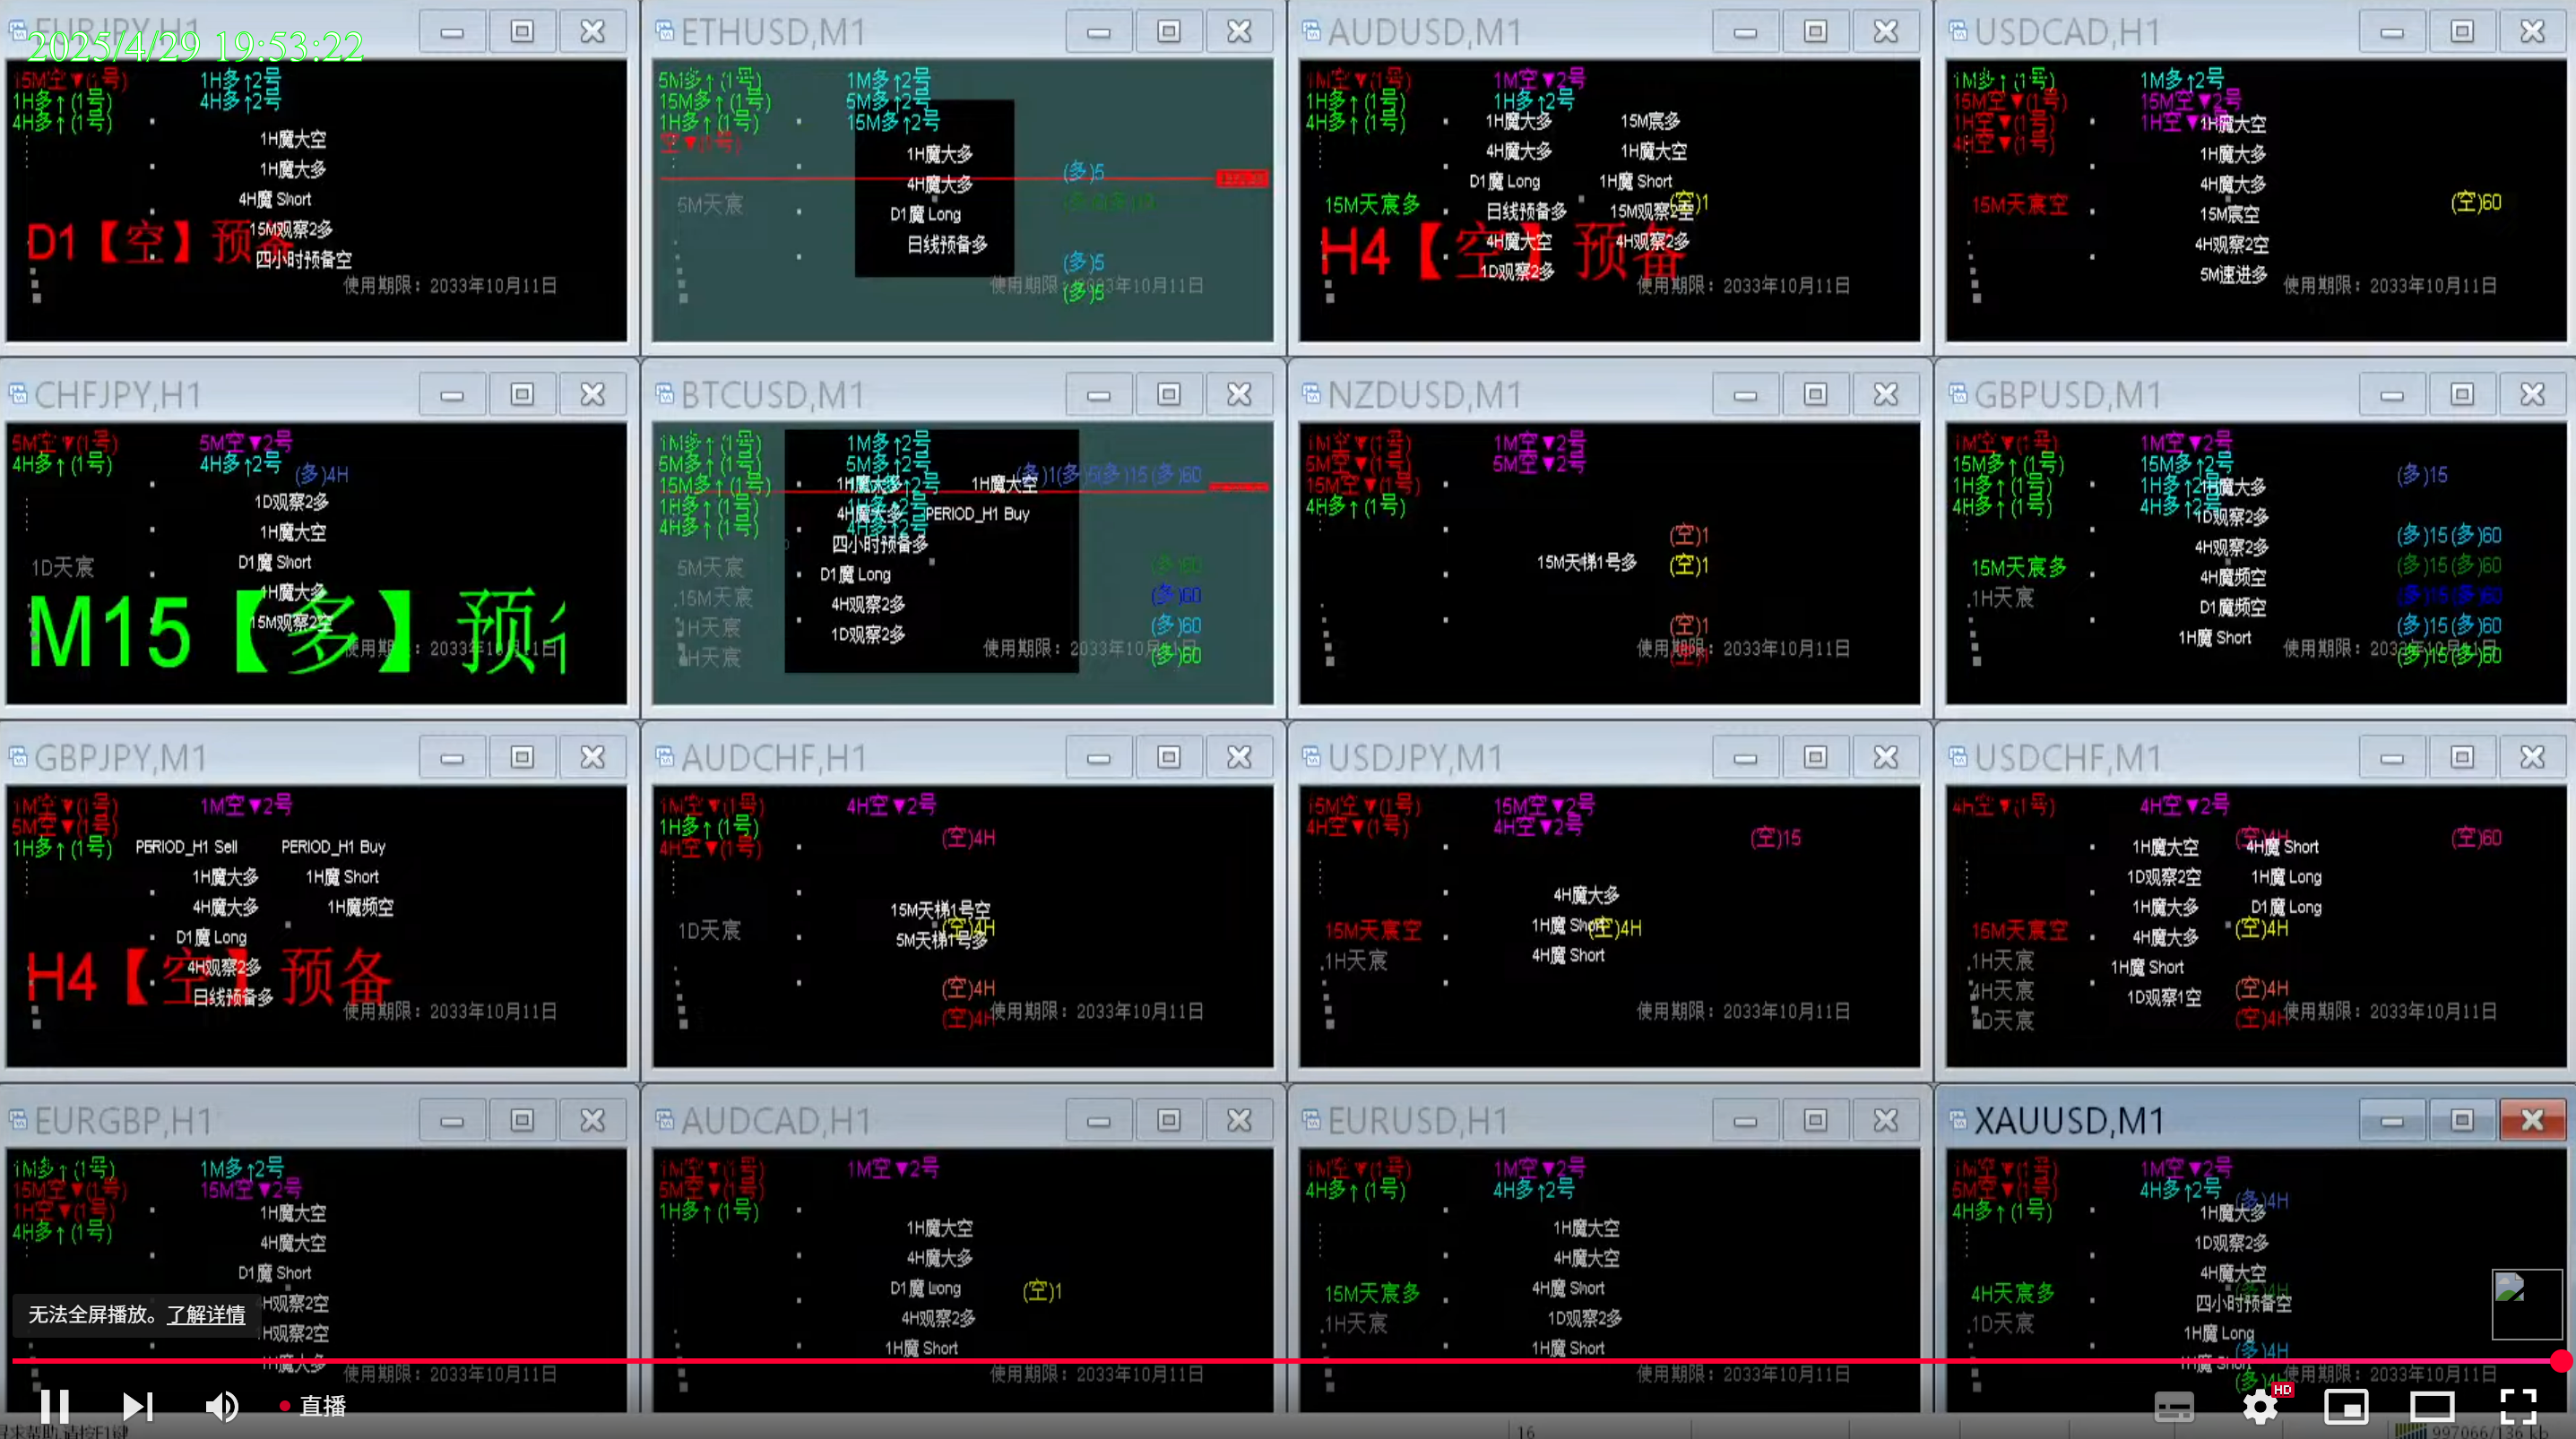 EURJPY,H1
2025/4/29 19:53:22
15M空▼(1号)
1H多↑2号
1H多↑(1号)
4H多↑2号
4H多↑(1号)
1H魔大空
1H魔大多
4H魔 Short
15M观察2多
D1【空】预备
四小时预备空
使用期限：2033年10月11日
ETHUSD,M1
5M多↑(1号)
1M多↑2号
15M多↑(1号)
5M多↑2号
1H多↑(1号)
15M多↑2号
1H魔大多
(多)5
4H魔大多
5M天宸
D1魔 Long
日线预备多
(多)5
使用期限：2033年10月11日
(多)5
AUDUSD,M1
1M空▼(1号)
1M空▼2号
1H多↑(1号)
1H多↑2号
4H多↑(1号)
1H魔大多
15M宸多
4H魔大多
1H魔大空
D1魔 Long
1H魔 Short
15M天宸多
(空)1
日线预备多
15M观察2空
H4【空】预备
4H魔大空
4H观察2多
1D观察2多
使用期限：2033年10月11日
USDCAD,H1
1M多↑(1号)
1M多↑2号
15M空▼(1号)
15M空▼2号
1H空▼(1号)
1H空▼2号
4H空▼(1号)
1H魔大空
1H魔大多
4H魔大多
15M天宸空
(空)60
15M宸空
4H观察2空
5M速进多
使用期限：2033年10月11日
CHFJPY,H1
5M空▼(1号)
5M空▼2号
4H多↑(1号)
4H多↑2号
(多)4H
1D观察2多
1H魔大空
D1魔 Short
1D天宸
1H魔大多
15M观察2空
M15【多】预
使用期限：2033年10月11日
BTCUSD,M1
1M多↑(1号)
1M多↑2号
5M多↑(1号)
5M多↑2号
15M多↑(1号)
15M多↑2号
1H多↑(1号)
1H多↑2号
4H多↑(1号)
4H多↑2号
(多)1(多)5(多)15(多)60
1H魔大多
1H魔大空
4H魔大多
PERIOD_H1 Buy
四小时预备多
5M天宸
(多)60
D1魔 Long
15M天宸
(多)60
4H观察2多
1H天宸
(多)60
1D观察2多
H天宸
(多)60
使用期限：2033年10月11日
NZDUSD,M1
1M空▼(1号)
1M空▼2号
5M空▼(1号)
5M空▼2号
15M空▼(1号)
4H多↑(1号)
(空)1
15M天梯1号多
(空)1
(空)1
使用期限：2033年10月11日
(空)1
GBPUSD,M1
1M空▼(1号)
1M空▼2号
15M多↑(1号)
15M多↑2号
(多)15
1H多↑(1号)
1H多↑2号
4H多↑(1号)
4H多↑2号
1H魔大多
1D观察2多
(多)15(多)60
4H观察2多
15M天宸多
(多)15(多)60
4H魔频空
1H天宸
(多)15(多)60
D1魔频空
(多)15(多)60
1H魔 Short
使用期限：2033年10月11日
(多)15(多)60
GBPJPY,M1
1M空▼(1号)
1M空▼2号
5M空▼(1号)
1H多↑(1号)
PERIOD_H1 Sell
PERIOD_H1 Buy
1H魔大多
1H魔 Short
4H魔大多
1H魔频空
D1魔 Long
4H观察2多
H4【空】预备
日线预备多
使用期限：2033年10月11日
AUDCHF,H1
1M空▼(1号)
4H空▼2号
1H多↑(1号)
(空)4H
4H空▼(1号)
15M天梯1号空
1D天宸
(空)4H
5M天梯1号多
(空)4H
(空)4H
使用期限：2033年10月11日
USDJPY,M1
15M空▼(1号)
15M空▼2号
4H空▼(1号)
4H空▼2号
(空)15
4H魔大多
15M天宸空
1H魔 Short
(空)4H
1H天宸
4H魔 Short
使用期限：2033年10月11日
USDCHF,M1
4H空▼(1号)
4H空▼2号
(空)4H
(空)60
1H魔大空
4H魔 Short
1D观察2空
1H魔 Long
1H魔大多
D1魔 Long
15M天宸空
(空)4H
4H魔大多
1H天宸
1H魔 Short
4H天宸
(空)4H
1D观察1空
D天宸
(空)4H
使用期限：2033年10月11日
EURGBP,H1
1M多↑(1号)
1M多↑2号
15M空▼(1号)
15M空▼2号
1H空▼(1号)
4H多↑(1号)
1H魔大空
4H魔大空
D1魔 Short
H观察2空
H观察2空
1H魔大多
使用期限：2033年10月11日
AUDCAD,H1
1M空▼(1号)
1M空▼2号
5M空▼(1号)
1H多↑(1号)
1H魔大空
4H魔大多
D1魔 Long
(空)1
4H观察2多
1H魔 Short
使用期限：2033年10月11日
EURUSD,H1
1M空▼(1号)
1M空▼2号
4H多↑(1号)
4H多↑2号
1H魔大空
4H魔大空
15M天宸多
4H魔 Short
1H天宸
1D观察2多
1H魔 Short
使用期限：2033年10月11日
XAUUSD,M1
1M空▼(1号)
1M空▼2号
5M空▼(1号)
4H多↑2号
(多)4H
4H多↑(1号)
1H魔大多
1D观察2多
4H魔大空
4H天宸多
(多)4H
四小时预备空
1D天宸
1H魔 Long
(多)4H
1H魔 Short
使用期限：2033年10月11日
(多)4H
无法全屏播放。了解详情
直播
HD
寻求帮助,请按F1键
16
997066/136 kb